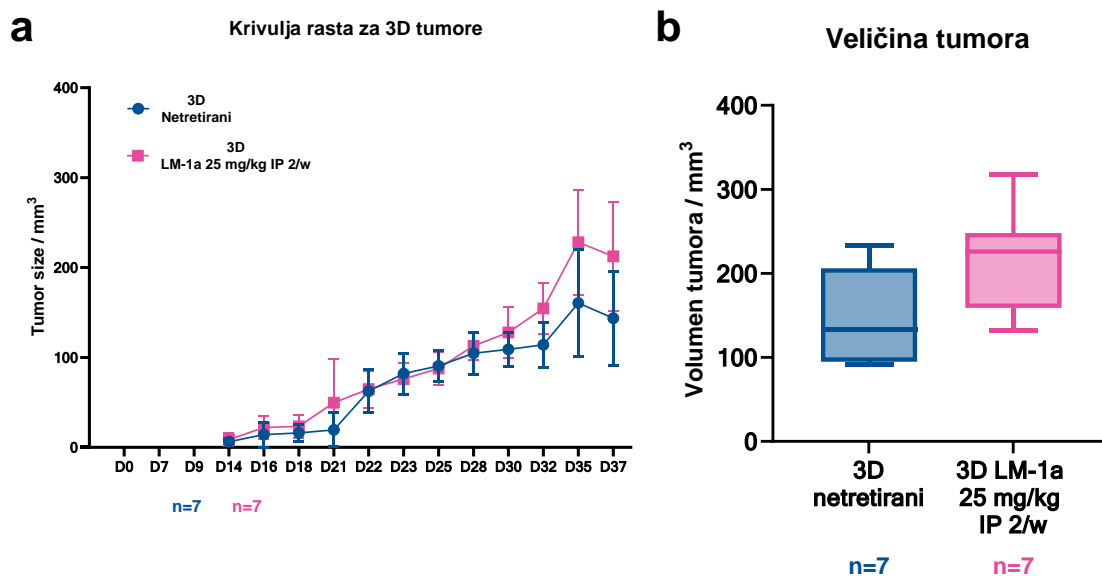 a
Krivulja rasta za 3D tumore
400
300
200
100
0
Tumor size / mm³
3D
Netretirani
3D
LM-1a 25 mg/kg IP 2/w
D0 D7 D9 D14 D16 D18 D21 D22 D23 D25 D28 D30 D32 D35 D37
n=7 n=7
b
Veličina tumora
400
300
200
100
0
Volumen tumora / mm³
3D
netretirani
3D LM-1a
25 mg/kg
IP 2/w
n=7 n=7